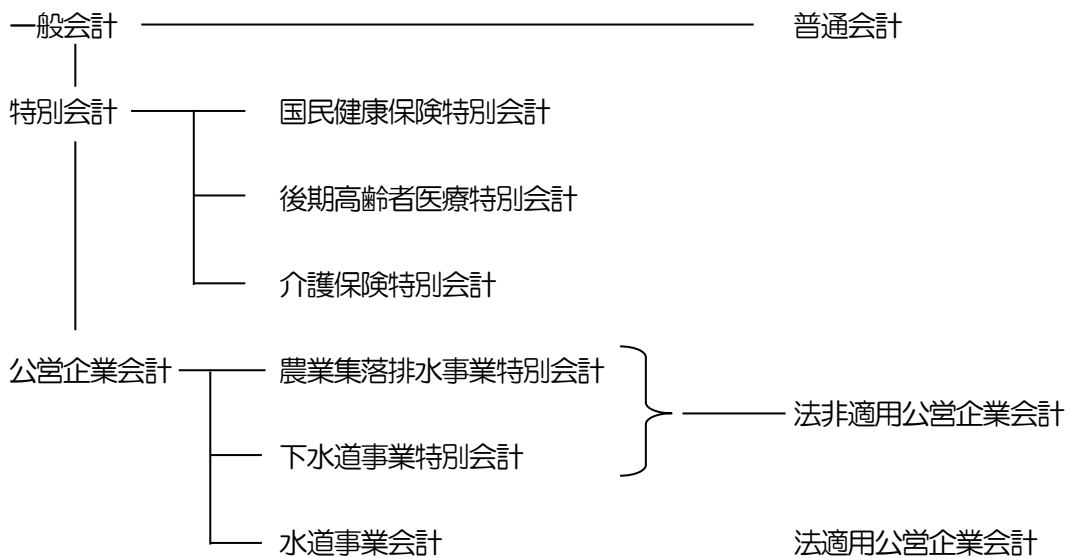 一般会計
普通会計
特別会計
国民健康保険特別会計
後期高齢者医療特別会計
介護保険特別会計
公営企業会計
農業集落排水事業特別会計
法非適用公営企業会計
下水道事業特別会計
水道事業会計
法適用公営企業会計